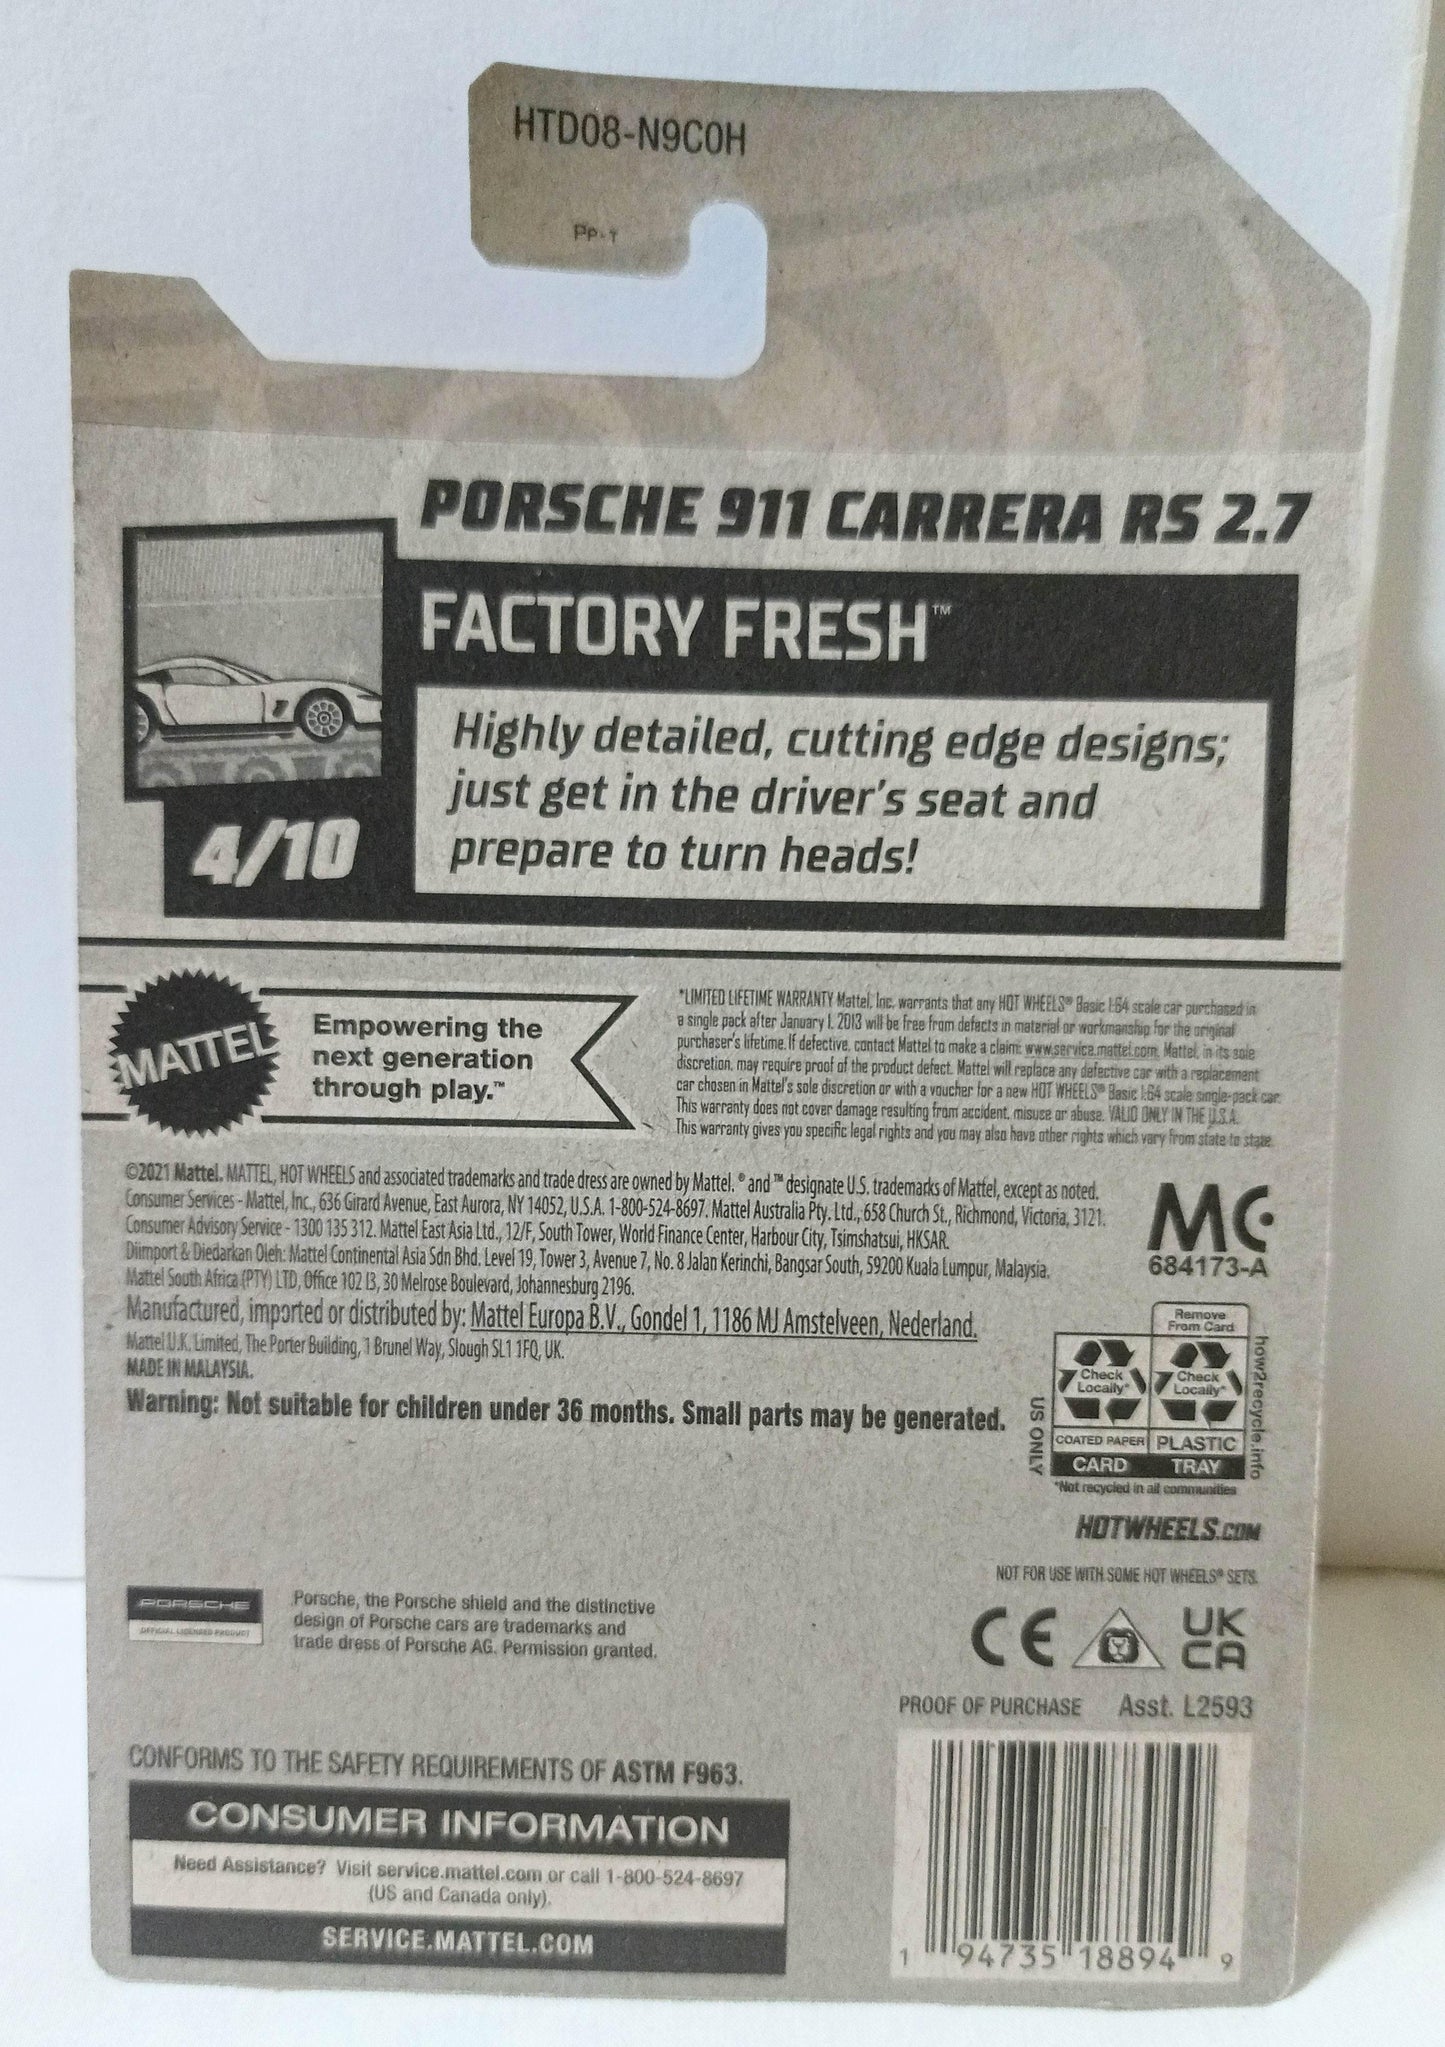 HTD08-N9C0H
PP-1
PORSCHE 911 CARRERA RS 2.7
FACTORY FRESH™
Highly detailed, cutting edge designs;
just get in the driver's seat and
prepare to turn heads!
4/10
MATTEL
Empowering the
next generation
through play.™
*LIMITED LIFETIME WARRANTY Mattel, Inc. warrants that any HOT WHEELS® Basic 1:64 scale car purchased in
a single pack after January 1, 2013 will be free from defects in material or workmanship for the original
purchaser's lifetime. If defective, contact Mattel to make a claim: www.service.mattel.com. Mattel, in its sole
discretion, may require proof of the product defect. Mattel will replace any defective car with a replacement
car chosen in Mattel's sole discretion or with a voucher for a new HOT WHEELS® Basic 1:64 scale single-pack car.
This warranty does not cover damage resulting from accident, misuse or abuse. VALID ONLY IN THE U.S.A.
This warranty gives you specific legal rights and you may also have other rights which vary from state to state.
©2021 Mattel. MATTEL, HOT WHEELS and associated trademarks and trade dress are owned by Mattel. ® and ™ designate U.S. trademarks of Mattel, except as noted.
Consumer Services - Mattel, Inc., 636 Girard Avenue, East Aurora, NY 14052, U.S.A. 1-800-524-8697. Mattel Australia Pty. Ltd., 658 Church St., Richmond, Victoria, 3121.
Consumer Advisory Service - 1300 135 312. Mattel East Asia Ltd., 12/F, South Tower, World Finance Center, Harbour City, Tsimshatsui, HKSAR.
Diimport & Diedarkan Oleh: Mattel Continental Asia Sdn Bhd. Level 19, Tower 3, Avenue 7, No. 8 Jalan Kerinchi, Bangsar South, 59200 Kuala Lumpur, Malaysia.
Mattel South Africa (PTY) LTD, Office 102 I3, 30 Melrose Boulevard, Johannesburg 2196.
Manufactured, imported or distributed by: Mattel Europa B.V., Gondel 1, 1186 MJ Amstelveen, Nederland.
Mattel U.K. Limited, The Porter Building, 1 Brunel Way, Slough SL1 1FQ, UK.
MADE IN MALAYSIA.
Warning: Not suitable for children under 36 months. Small parts may be generated.
MC
684173-A
Remove
From Card
Check
Locally*
Check
Locally*
COATED PAPER
PLASTIC
CARD
TRAY
US ONLY
how2recycle.info
*Not recycled in all communities
HOTWHEELS.COM
NOT FOR USE WITH SOME HOT WHEELS® SETS.
CE
UK
CA
PORSCHE
OFFICIAL LICENSED PRODUCT
Porsche, the Porsche shield and the distinctive
design of Porsche cars are trademarks and
trade dress of Porsche AG. Permission granted.
PROOF OF PURCHASE Asst. L2593
CONFORMS TO THE SAFETY REQUIREMENTS OF ASTM F963.
CONSUMER INFORMATION
Need Assistance? Visit service.mattel.com or call 1-800-524-8697
(US and Canada only).
SERVICE.MATTEL.COM
1 94735 18894 9